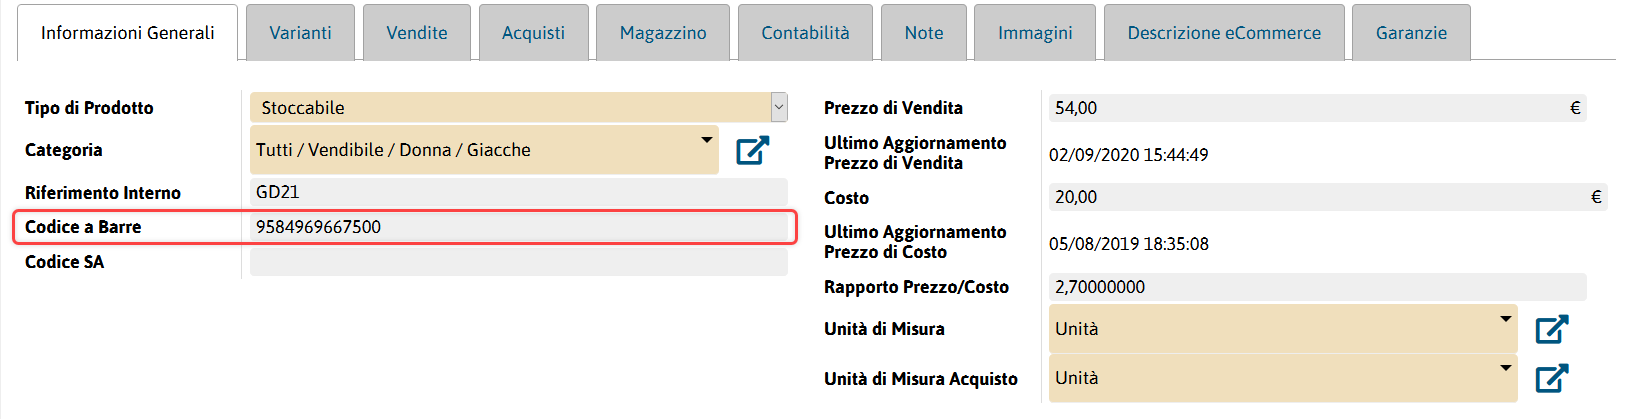 Informazioni Generali
Varianti
Vendite
Acquisti
Magazzino
Contabilità
Note
Immagini
Descrizione eCommerce
Garanzie
Tipo di Prodotto
Stoccabile
Categoria
Tutti / Vendibile / Donna / Giacche
Riferimento Interno
GD21
Codice a Barre
9584969667500
Codice SA
Prezzo di Vendita
54,00 €
Ultimo Aggiornamento
Prezzo di Vendita
02/09/2020 15:44:49
Costo
20,00 €
Ultimo Aggiornamento
Prezzo di Costo
05/08/2019 18:35:08
Rapporto Prezzo/Costo
2,70000000
Unità di Misura
Unità
Unità di Misura Acquisto
Unità